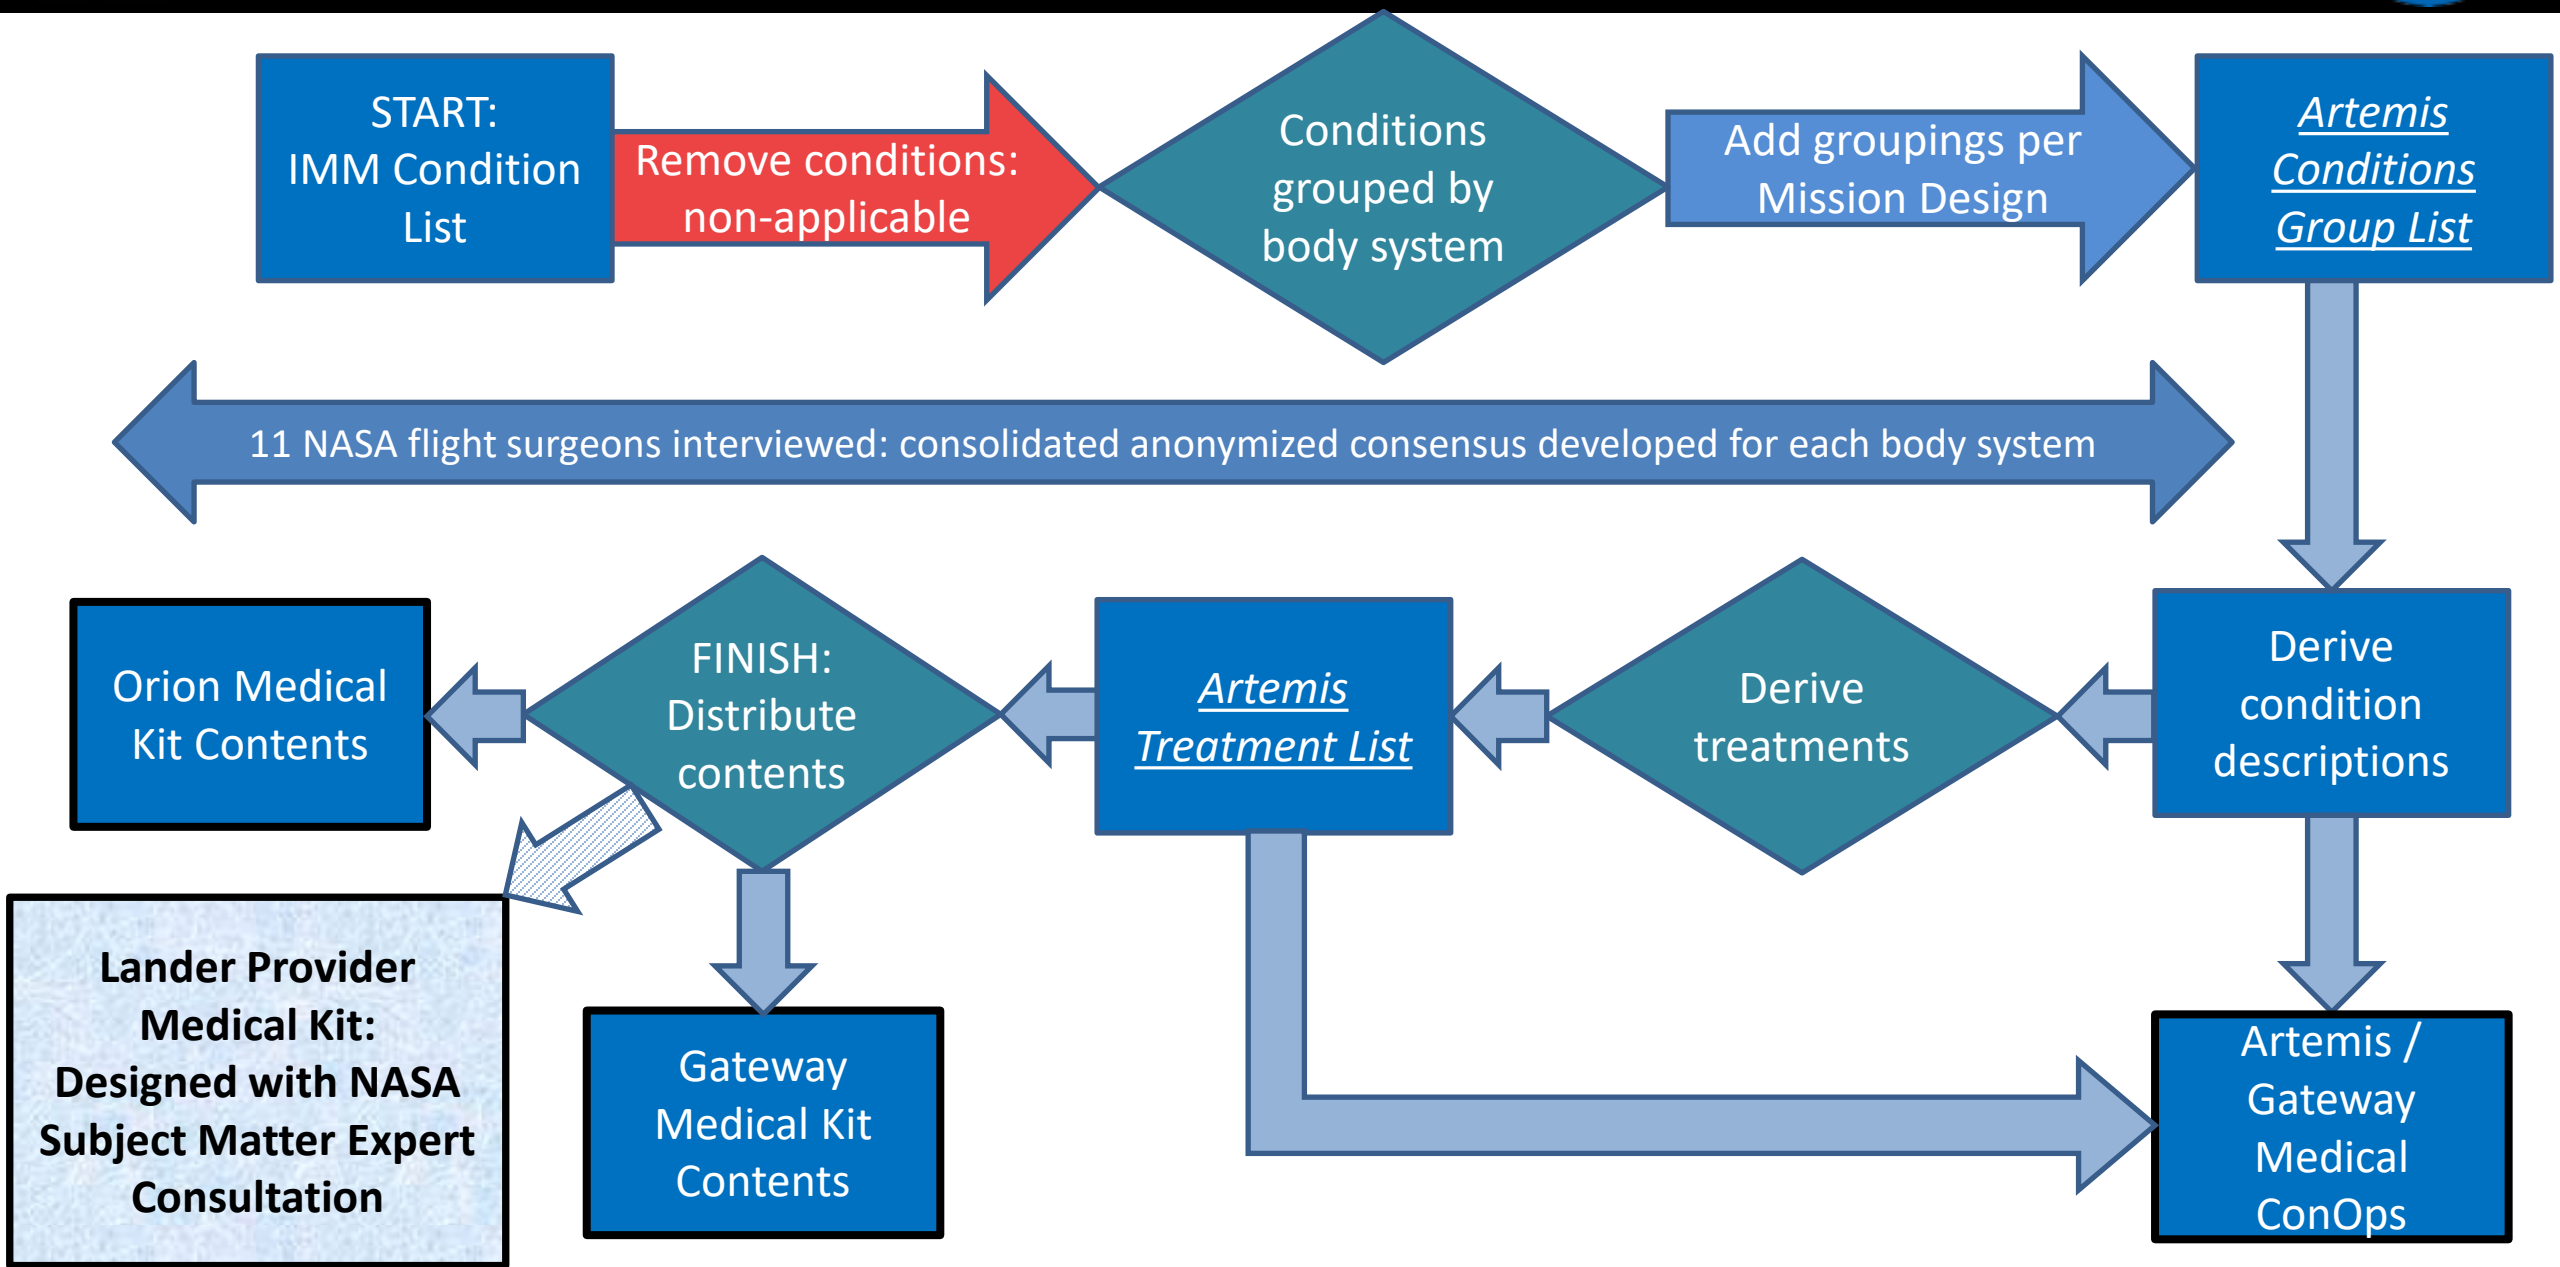 START:
IMM Condition
List
Remove conditions:
non-applicable
Conditions
grouped by
body system
Add groupings per
Mission Design
Artemis
Conditions
Group List
11 NASA flight surgeons interviewed: consolidated anonymized consensus developed for each body system
Orion Medical
Kit Contents
FINISH:
Distribute
contents
Artemis
Treatment List
Derive
treatments
Derive
condition
descriptions
Lander Provider
Medical Kit:
Designed with NASA
Subject Matter Expert
Consultation
Gateway
Medical Kit
Contents
Artemis /
Gateway
Medical
ConOps